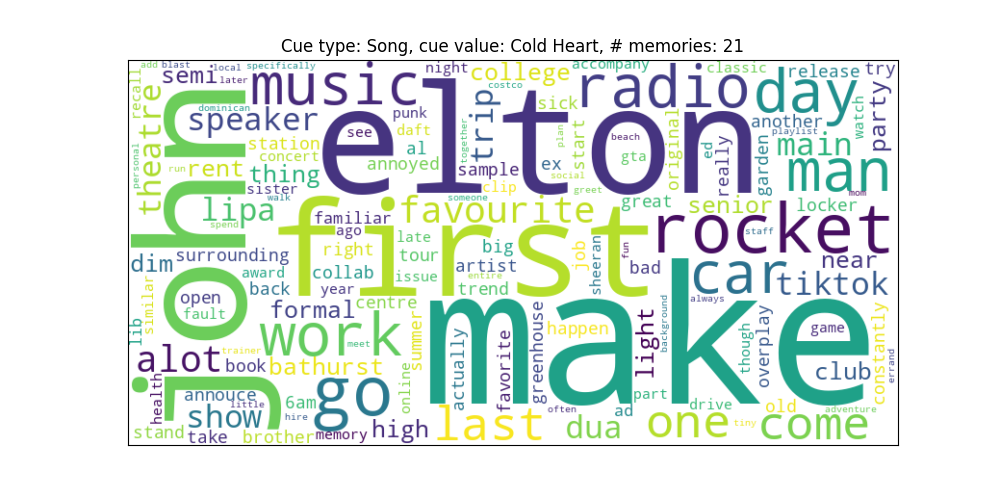 Cue type: Song, cue value: Cold Heart, # memories: 21
add blast local specifically night accompany classic try
recall semi later music college radio day release
theatre dominican costco sick watch party
speaker see punk elton trip another playlist
john station daft together plan beach original ed really garden main
concert al sample start gta man
personal run rent thing annoyed ex
sister clip social greet mom
walk lipa familiar favourite someone great senior locker
spend ago first rocket staff
surrounding right late big job sheeran fun bad near
dim award collab tour artist entire car tiktok
back year issue trend always
open formal centre make
similar fault work summer happen light background though overplay game constantly
lib meet actually favorite greenhouse
alot trainer book bathurst club errand
health annouce little go online often ad part drive old adventure
show 6am hire last dua one tiny come
stand take brother memory high